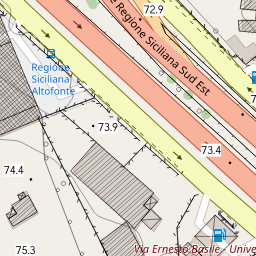 72.9
e Regione Siciliana Sud Est
Regione
Siciliana
Altofonte
73.9
73.4
74.4
75.3
Via Ernesto Basile - Unive